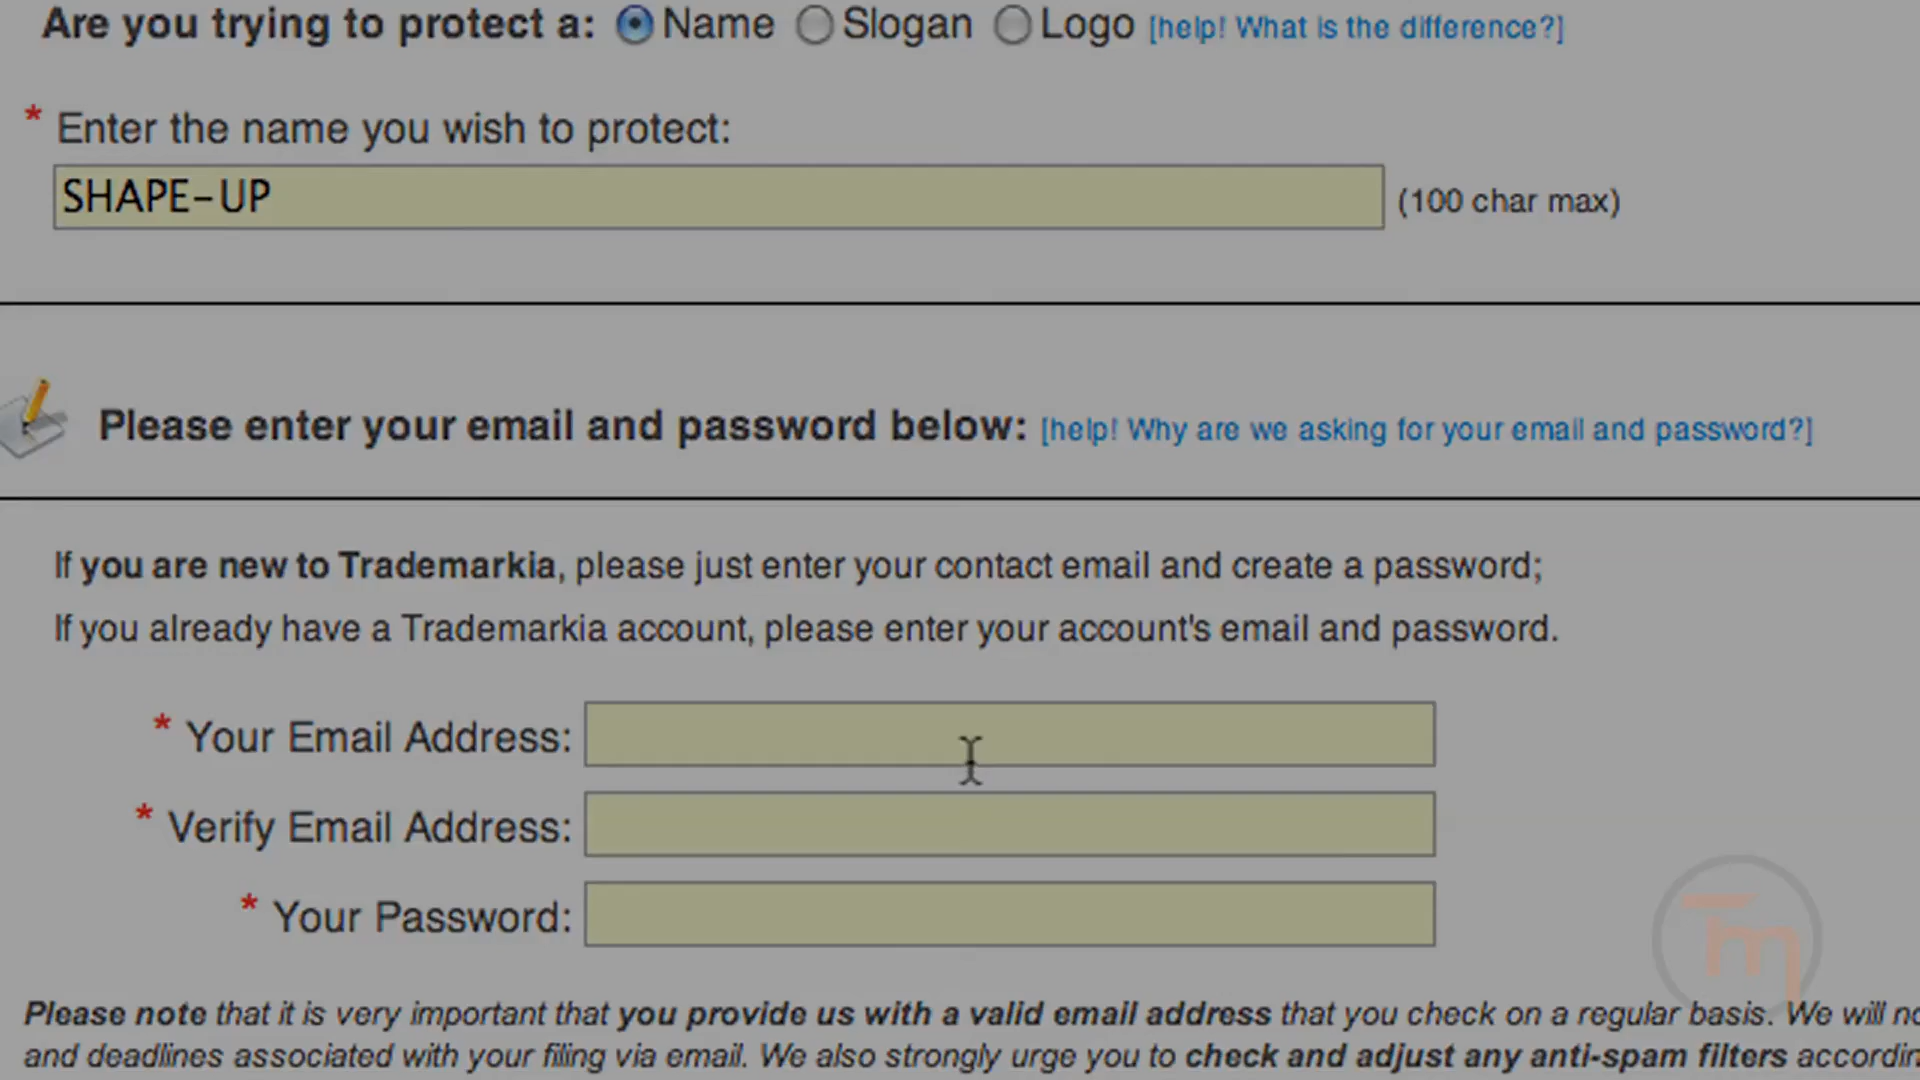 Are you trying to protect a: Name Slogan Logo [help! What is the difference?]
* Enter the name you wish to protect:
SHAPE-UP (100 char max)
Please enter your email and password below: [help! Why are we asking for your email and password?]
If you are new to Trademarkia, please just enter your contact email and create a password;
If you already have a Trademarkia account, please enter your account's email and password.
* Your Email Address:
* Verify Email Address:
* Your Password:
Tm
Please note that it is very important that you provide us with a valid email address that you check on a regular basis. We will
and deadlines associated with your filing via email. We also strongly urge you to check and adjust any anti-spam filters